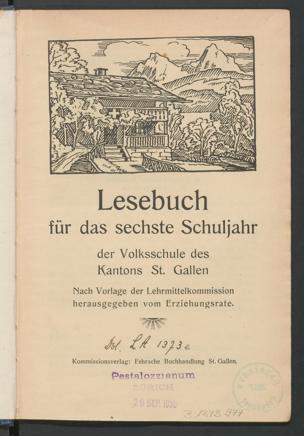 Lesebuch
für das sechste Schuljahr
der Volksschule des
Kantons St. Gallen
Nach Vorlage der Lehrmittelkommission
herausgegeben vom Erziehungsrate.
Kommissionsverlag: Fehrsche Buchhandlung St. Gallen.
Pestalozzianum
ZÜRICH